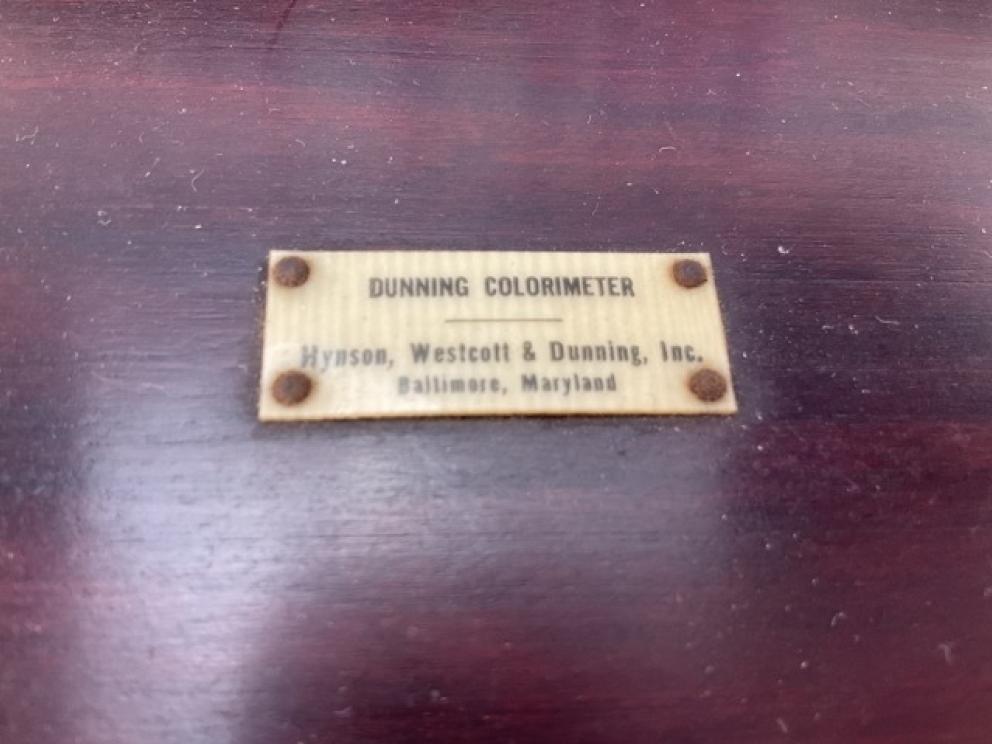 DUNNING COLORIMETER
Hynson, Westcott & Dunning, Inc.
Baltimore, Maryland